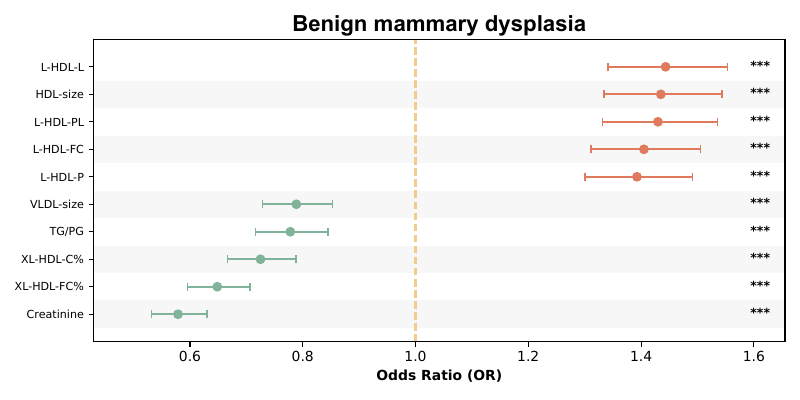 Benign mammary dysplasia
L-HDL-L ***
HDL-size ***
L-HDL-PL ***
L-HDL-FC ***
L-HDL-P ***
VLDL-size ***
TG/PG ***
XL-HDL-C% ***
XL-HDL-FC% ***
Creatinine ***
0.6 0.8 1.0 1.2 1.4 1.6
Odds Ratio (OR)